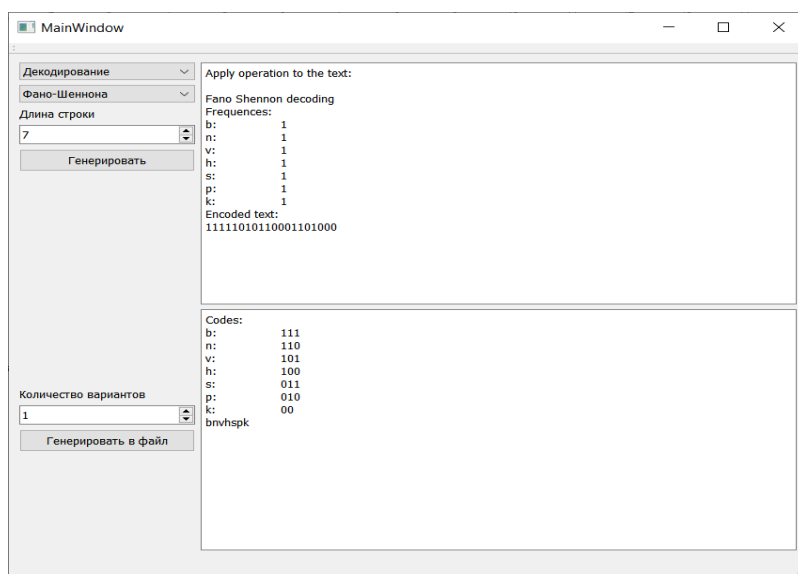 MainWindow
Декодирование
Фано-Шеннона
Длина строки
7
Генерировать
Количество вариантов
1
Генерировать в файл
Apply operation to the text:
Fano Shennon decoding
Frequences:
b: 1
n: 1
v: 1
h: 1
s: 1
p: 1
k: 1
Encoded text:
11111010110001101000
Codes:
b: 111
n: 110
v: 101
h: 100
s: 011
p: 010
k: 00
bnvhspk